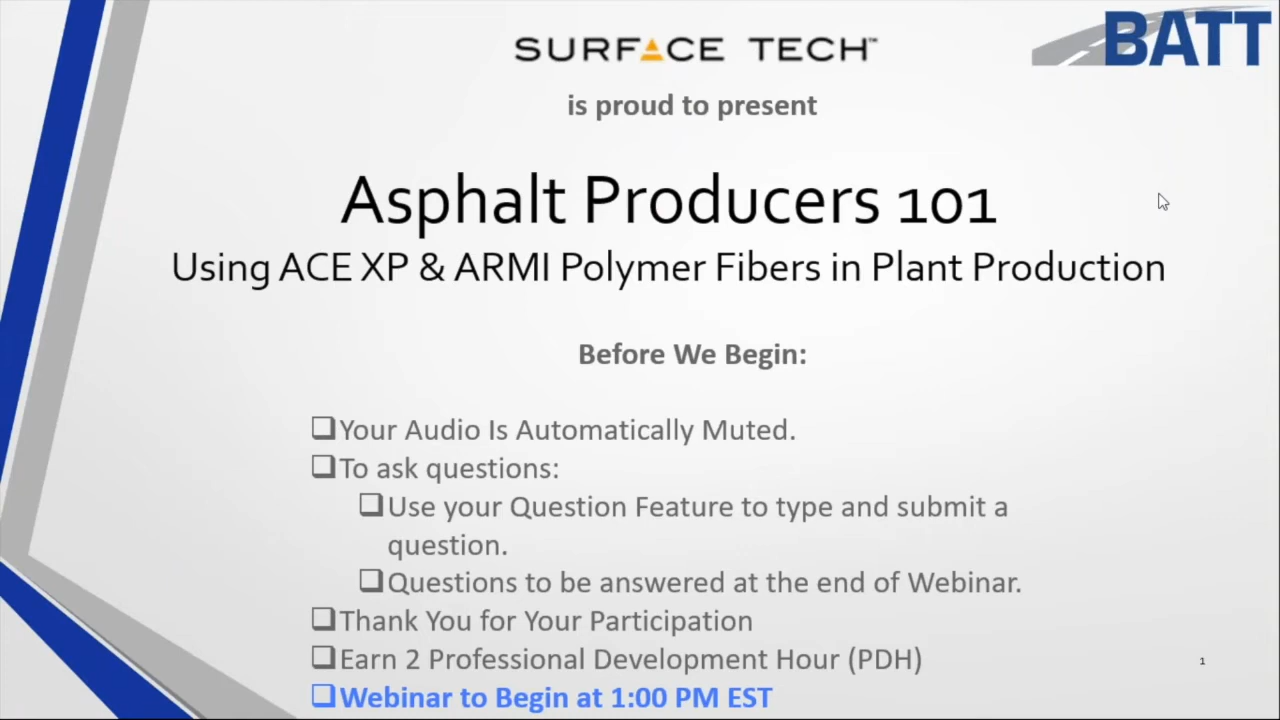 SURFACE TECH™
BATT
is proud to present
Asphalt Producers 101
Using ACE XP & ARMI Polymer Fibers in Plant Production
Before We Begin:
❑Your Audio Is Automatically Muted.
❑To ask questions:
❑Use your Question Feature to type and submit a
question.
❑Questions to be answered at the end of Webinar.
❑Thank You for Your Participation
❑Earn 2 Professional Development Hour (PDH)
❑Webinar to Begin at 1:00 PM EST
1